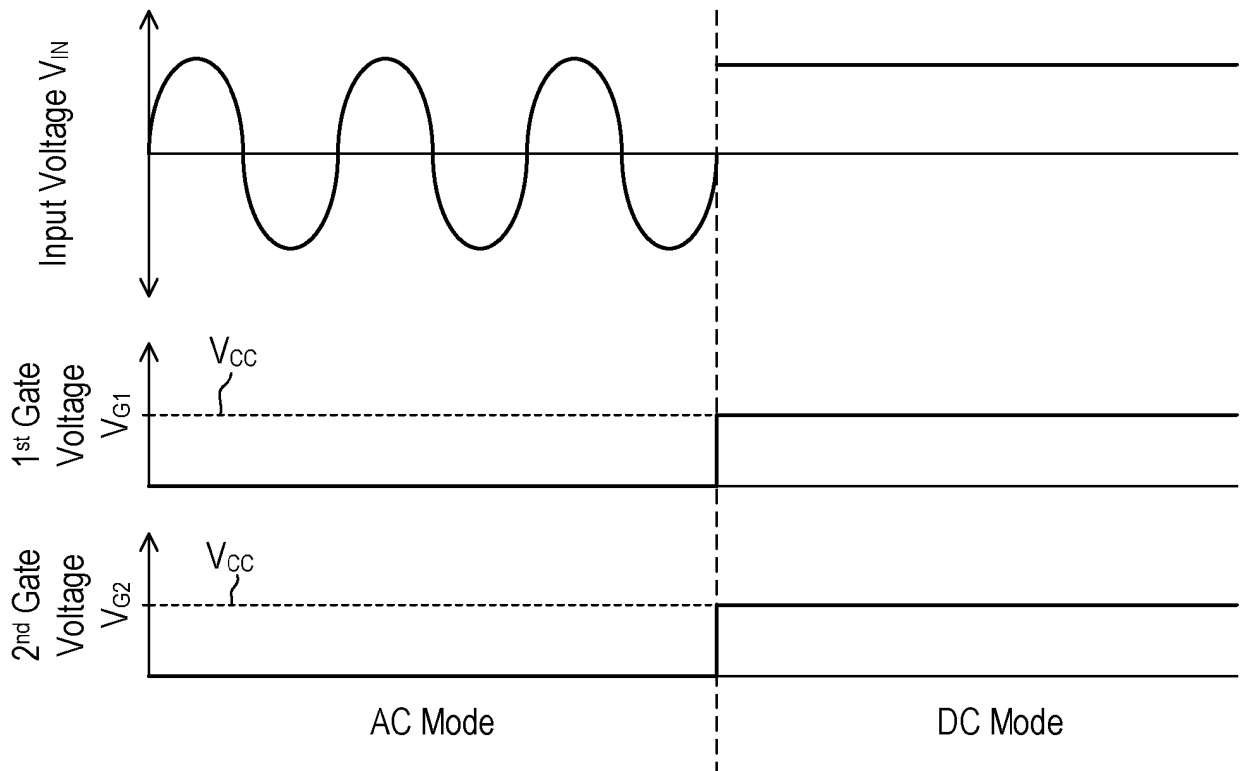 Input Voltage VIN
VCC
1st Gate
Voltage
VG1
VCC
2nd Gate
Voltage
VG2
AC Mode
DC Mode